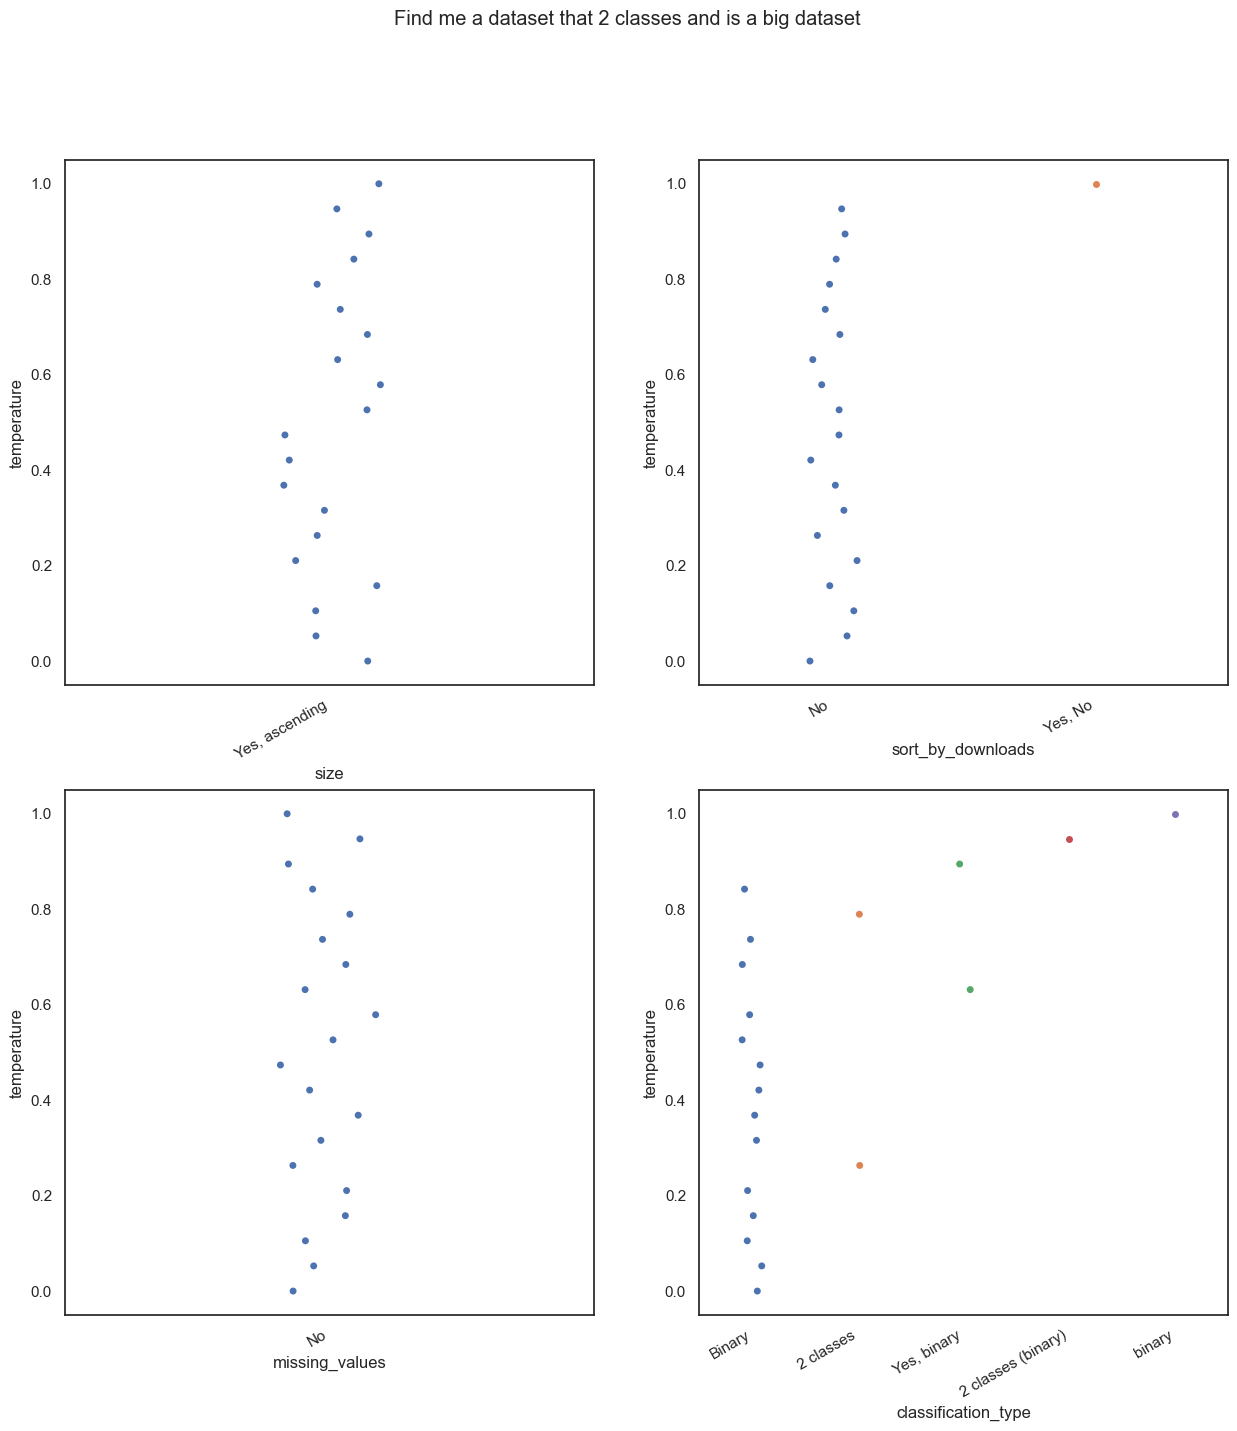 Find me a dataset that 2 classes and is a big dataset
1.0
0.8
0.6
0.4
0.2
0.0
temperature
Yes, ascending
size
1.0
0.8
0.6
0.4
0.2
0.0
temperature
No
Yes, No
sort_by_downloads
1.0
0.8
0.6
0.4
0.2
0.0
temperature
No
missing_values
1.0
0.8
0.6
0.4
0.2
0.0
temperature
Binary
2 classes
Yes, binary
2 classes (binary)
binary
classification_type